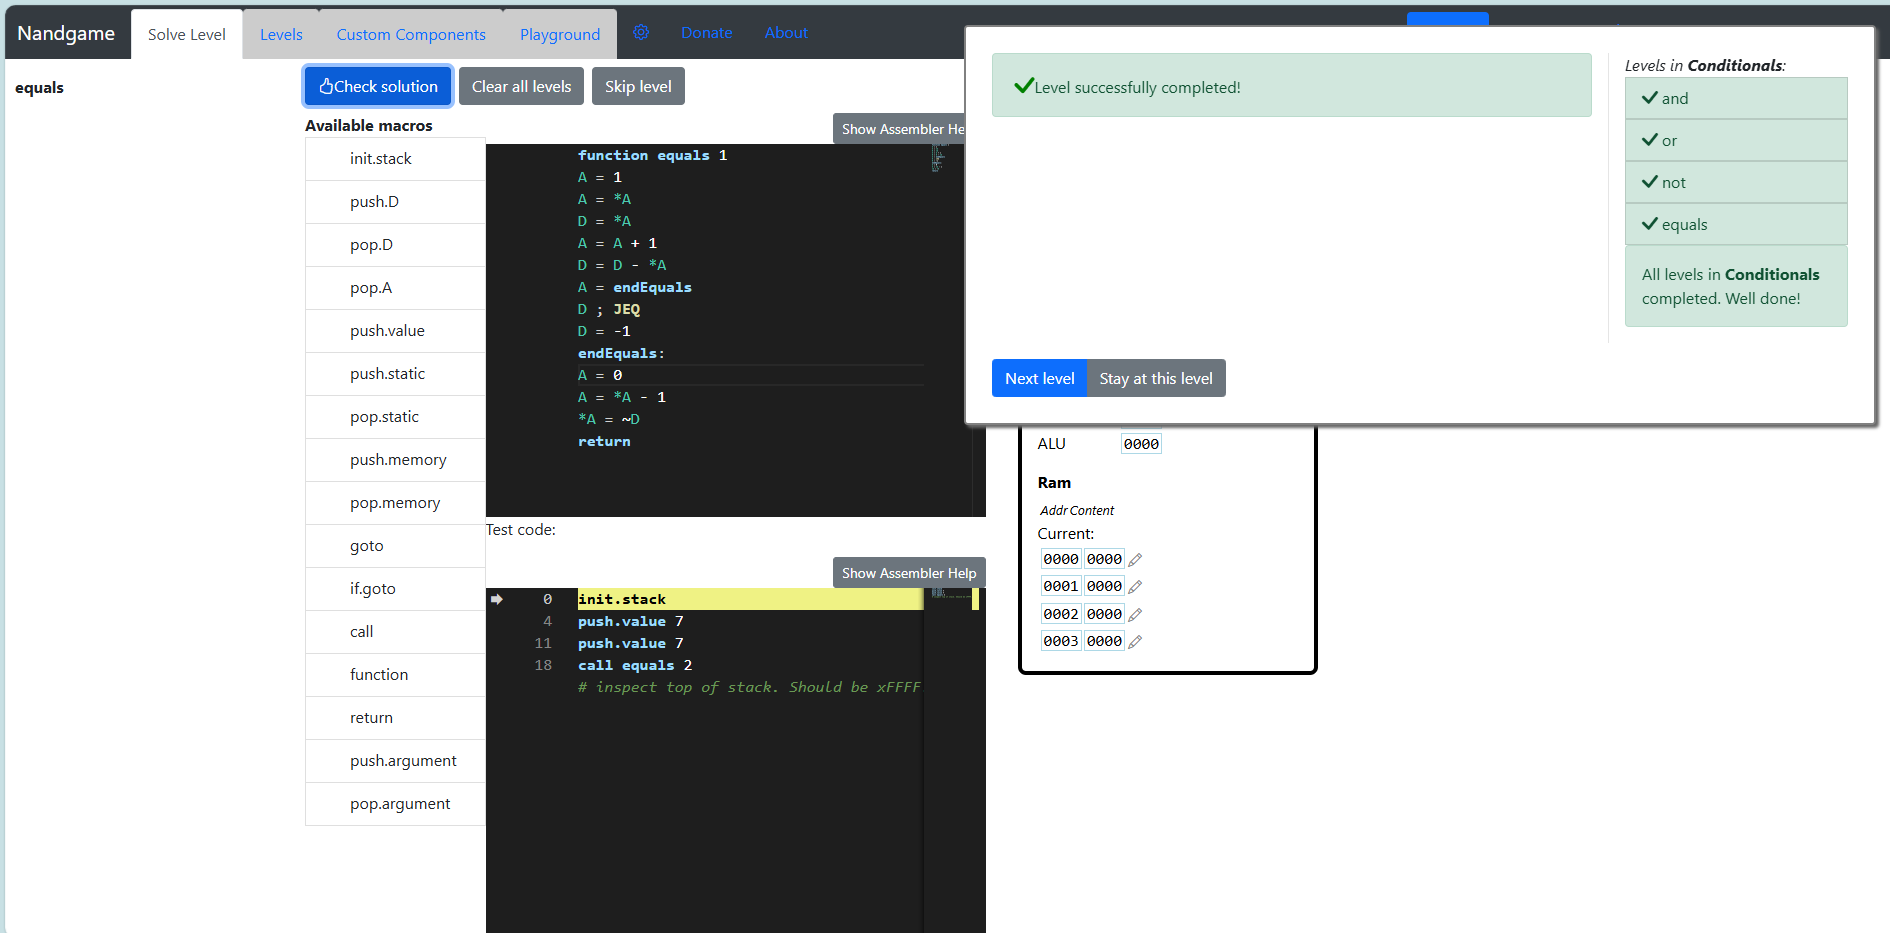 Nandgame Solve Level Levels Custom Components Playground Donate About
equals
Check solution Clear all levels Skip level
Available macros
init.stack
push.D
pop.D
pop.A
push.value
push.static
pop.static
push.memory
pop.memory
goto
if.goto
call
function
return
push.argument
pop.argument
Show Assembler He
function equals 1
A = 1
A = *A
D = *A
A = A + 1
D = D - *A
A = endEquals
D ; JEQ
D = -1
endEquals:
A = 0
A = *A - 1
*A = ~D
return
Test code:
Show Assembler Help
0 init.stack
4 push.value 7
11 push.value 7
18 call equals 2
# inspect top of stack. Should be xFFFF
Level successfully completed!
Next level Stay at this level
Levels in Conditionals:
and
or
not
equals
All levels in Conditionals
completed. Well done!
ALU 0000
Ram
Addr Content
Current:
0000 0000
0001 0000
0002 0000
0003 0000